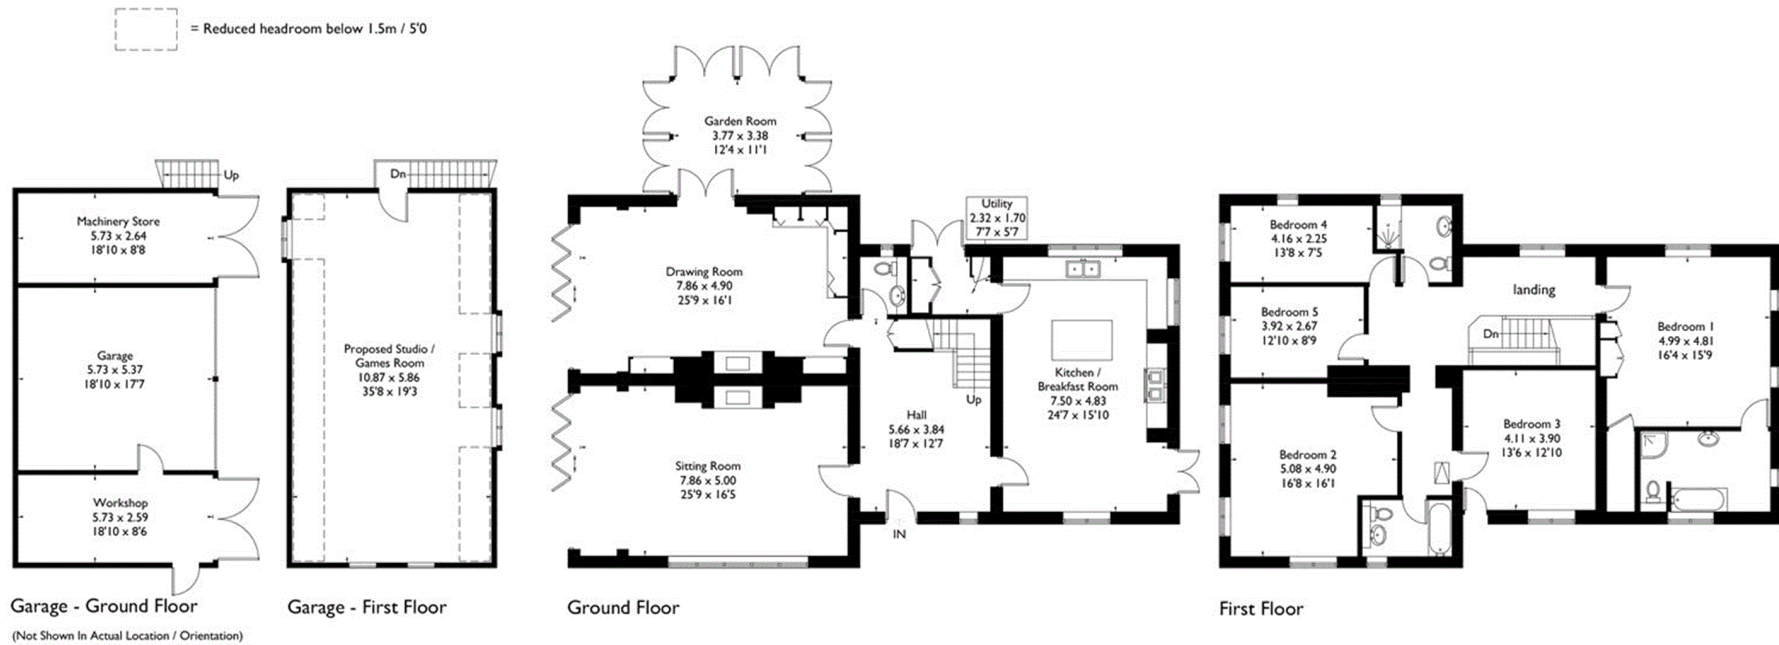 = Reduced headroom below 1.5m / 5'0
Machinery Store
5.73 x 2.64
18'10 x 8'8
Up
Garage
5.73 x 5.37
18'10 x 17'7
Workshop
5.73 x 2.59
18'10 x 8'6
Garage - Ground Floor
(Not Shown In Actual Location / Orientation)
Dn
Proposed Studio /
Games Room
10.87 x 5.86
35'8 x 19'3
Garage - First Floor
Garden Room
3.77 x 3.38
12'4 x 11'1
Drawing Room
7.86 x 4.90
25'9 x 16'1
Utility
2.32 x 1.70
7'7 x 5'7
Kitchen /
Breakfast Room
7.50 x 4.83
24'7 x 15'10
Up
Hall
5.66 x 3.84
18'7 x 12'7
Sitting Room
7.86 x 5.00
25'9 x 16'5
IN
Ground Floor
Bedroom 4
4.16 x 2.25
13'8 x 7'5
landing
Dn
Bedroom 5
3.92 x 2.67
12'10 x 8'9
Bedroom 1
4.99 x 4.81
16'4 x 15'9
Bedroom 3
4.11 x 3.90
13'6 x 12'10
Bedroom 2
5.08 x 4.90
16'8 x 16'1
First Floor